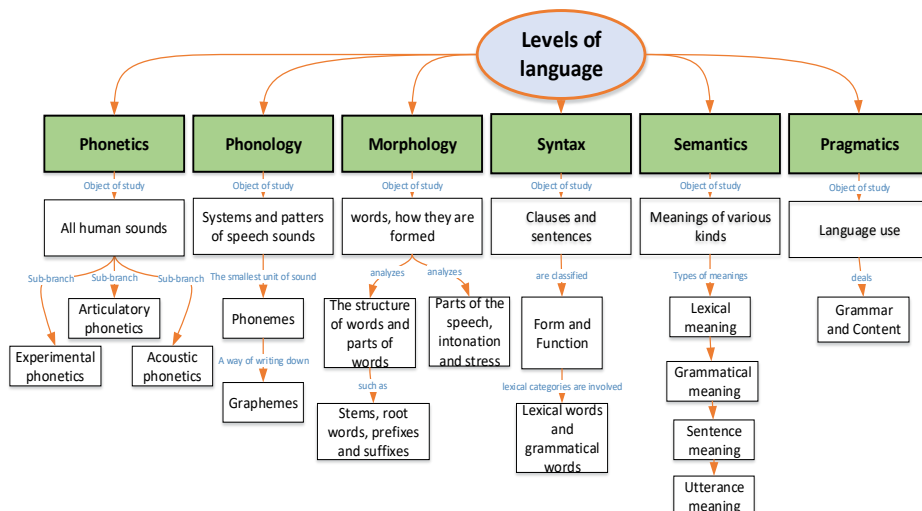 Levels of
language
Phonetics
Phonology
Morphology
Syntax
Semantics
Pragmatics
Object of study
Object of study
Object of study
Object of study
Object of study
Object of study
All human sounds
Systems and patters
of speech sounds
words, how they are
formed
Clauses and
sentences
Meanings of various
kinds
Language use
Sub-branch
Sub-branch
Sub-branch
The smallest unit of sound
analyzes
analyzes
are classified
Types of meanings
deals
Articulatory
phonetics
Experimental
phonetics
Acoustic
phonetics
Phonemes
The structure
of words and
parts of
words
Parts of the
speech,
intonation
and stress
Form and
Function
Lexical
meaning
Grammar
and Content
A way of writing down
Graphemes
such as
Stems, root
words, prefixes
and suffixes
lexical categories are involved
Lexical words
and
grammatical
words
Grammatical
meaning
Sentence
meaning
Utterance
meaning